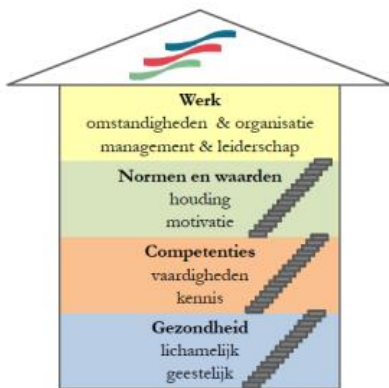 Werk
omstandigheden & organisatie
management & leiderschap
Normen en waarden
houding
motivatie
Competenties
vaardigheden
kennis
Gezondheid
lichamelijk
geestelijk